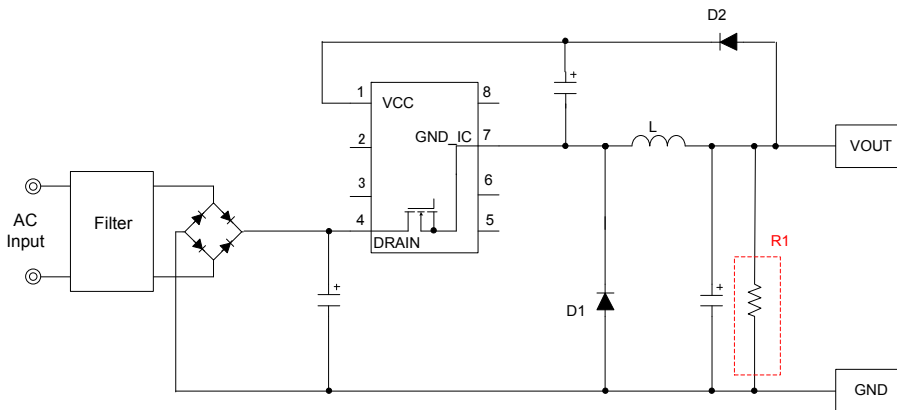 D2
+
1
VCC
8
GND_IC
7
2
L
VOUT
3
6
AC
Input
Filter
4
DRAIN
5
R1
+
D1
+
GND